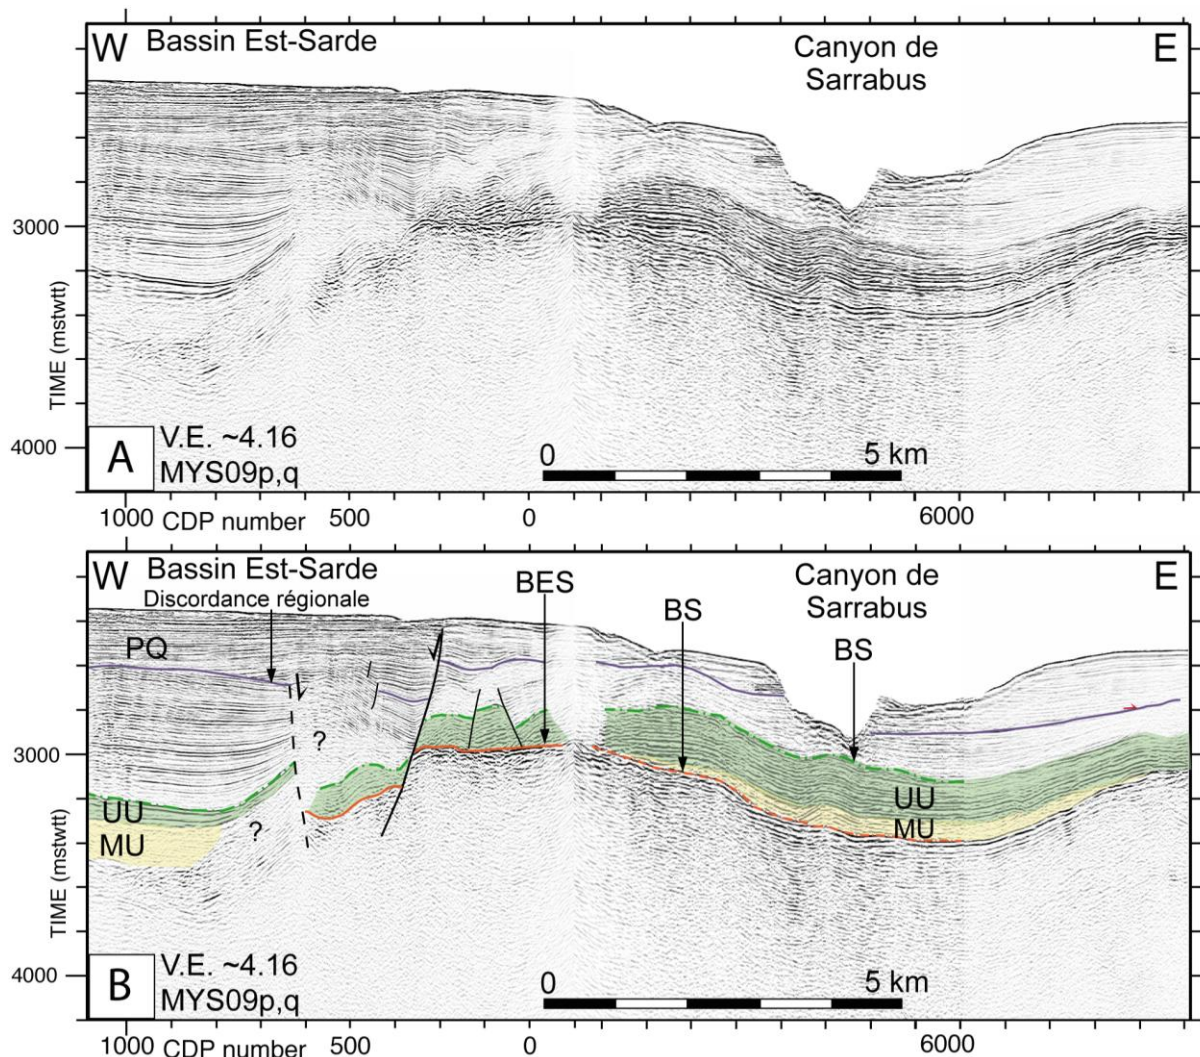 W Bassin Est-Sarde Canyon de E
Sarrabus
3000
TIME (mstwtt)
4000
A V.E. ~4.16
MYS09p,q
0 5 km
1000 CDP number 500 0 6000
W Bassin Est-Sarde BES Canyon de E
Discordance régionale Sarrabus
BS
PQ BS
?
3000
UU UU
MU ? MU
TIME (mstwtt)
4000
B V.E. ~4.16
MYS09p,q
0 5 km
1000 CDP number 500 0 6000